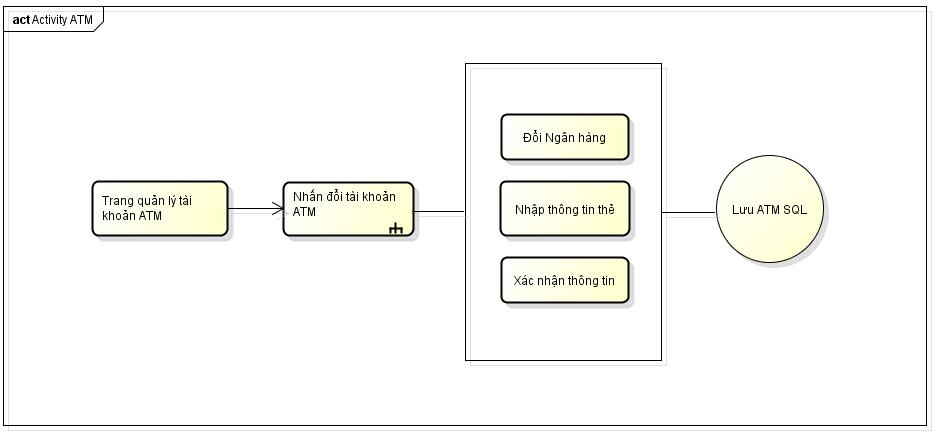 act Activity ATM
Trang quản lý tài
khoản ATM
Nhấn đổi tài khoản
ATM
Đổi Ngân hàng
Nhập thông tin thẻ
Xác nhận thông tin
Lưu ATM SQL